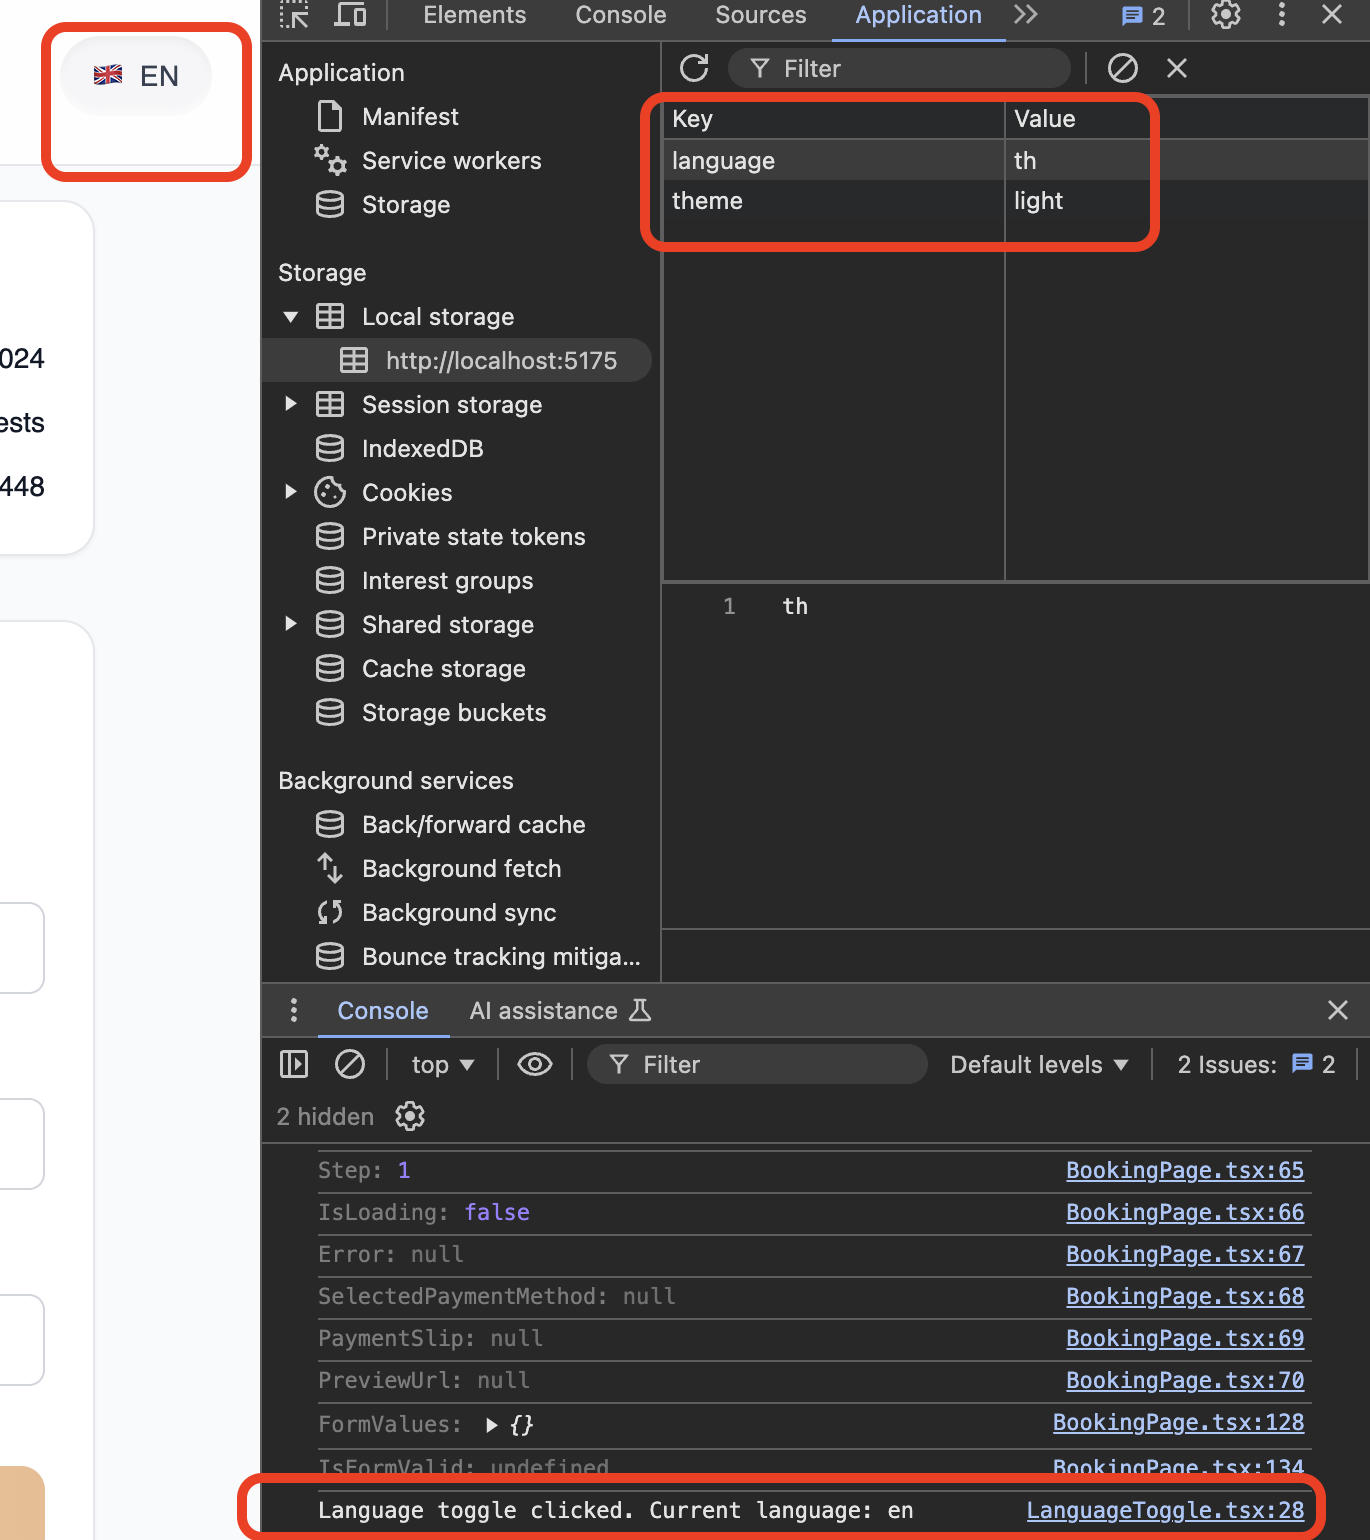 EN
024
ests
448
Elements Console Sources Application
2
Application
Manifest
Service workers
Storage
Storage
Local storage
http://localhost:5175
Session storage
IndexedDB
Cookies
Private state tokens
Interest groups
Shared storage
Cache storage
Storage buckets
Background services
Back/forward cache
Background fetch
Background sync
Bounce tracking mitiga...
Filter
Key Value
language th
theme light
1 th
Console AI assistance
top Filter Default levels 2 Issues: 2
2 hidden
Step: 1 BookingPage.tsx:65
IsLoading: false BookingPage.tsx:66
Error: null BookingPage.tsx:67
SelectedPaymentMethod: null BookingPage.tsx:68
PaymentSlip: null BookingPage.tsx:69
PreviewUrl: null BookingPage.tsx:70
FormValues: ▶ {} BookingPage.tsx:128
IsFormValid: undefined BookingPage.tsx:134
Language toggle clicked. Current language: en LanguageToggle.tsx:28